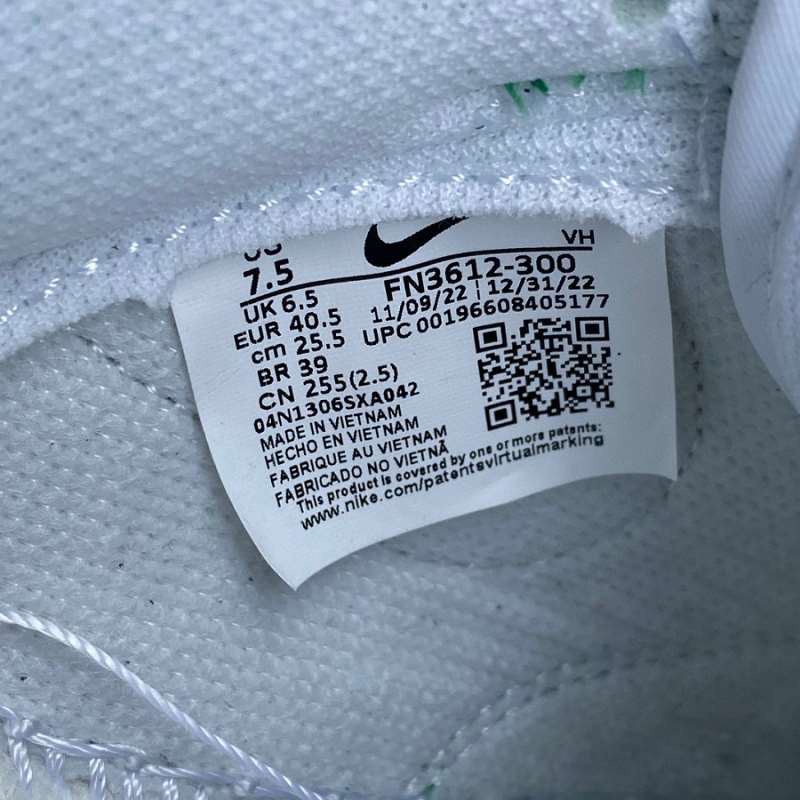 7.5
VH
UK 6.5
FN3612-300
EUR 40.5
11/09/22 | 12/31/22
cm 25.5
UPC 00196608405177
BR 39
CN 255(2.5)
04N1306SXA042
MADE IN VIETNAM
HECHO EN VIETNAM
FABRIQUE AU VIETNAM
FABRICADO NO VIETNÃ
This product is covered by one or more patents:
www.nike.com/patentsvirtualmarking